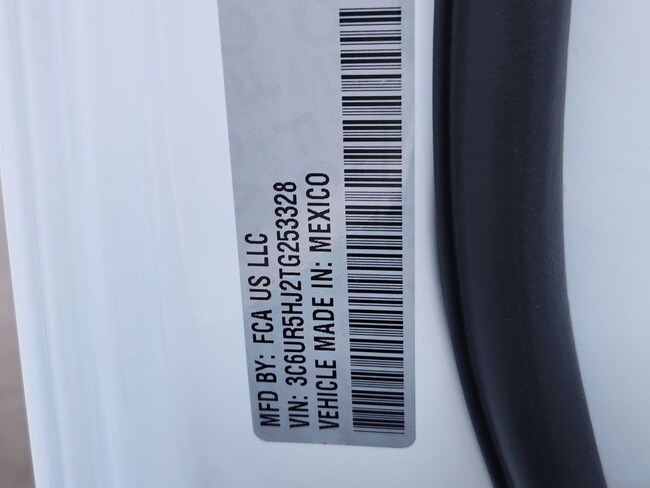 MFD BY: FCA US LLC
VIN: 3C6UR5HJ2TG253328
VEHICLE MADE IN: MEXICO